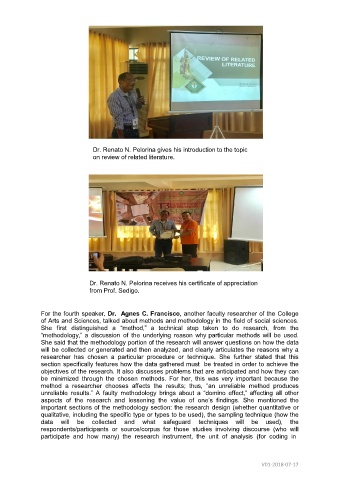 REVIEW OF RELATED
LITERATURE
Dr. Renato N. Pelorina gives his introduction to the topic
on review of related literature.
Dr. Renato N. Pelorina receives his certificate of appreciation
from Prof. Sedigo.
For the fourth speaker, Dr. Agnes C. Francisco, another faculty researcher of the College
of Arts and Sciences, talked about methods and methodology in the field of social sciences.
She first distinguished a “method,” a technical step taken to do research, from the
“methodology,” a discussion of the underlying reason why particular methods will be used.
She said that the methodology portion of the research will answer questions on how the data
will be collected or generated and then analyzed, and clearly articulates the reasons why a
researcher has chosen a particular procedure or technique. She further stated that this
section specifically features how the data gathered must be treated in order to achieve the
objectives of the research. It also discusses problems that are anticipated and how they can
be minimized through the chosen methods. For her, this was very important because the
method a researcher chooses affects the results; thus, “an unreliable method produces
unreliable results.” A faulty methodology brings about a “domino effect,” affecting all other
aspects of the research and lessening the value of one’s findings. She mentioned the
important sections of the methodology section: the research design (whether quantitative or
qualitative, including the specific type or types to be used), the sampling technique (how the
data will be collected and what safeguard techniques will be used), the
respondents/participants or source/corpus for those studies involving discourse (who will
participate and how many) the research instrument, the unit of analysis (for coding in
V01-2018-07-17